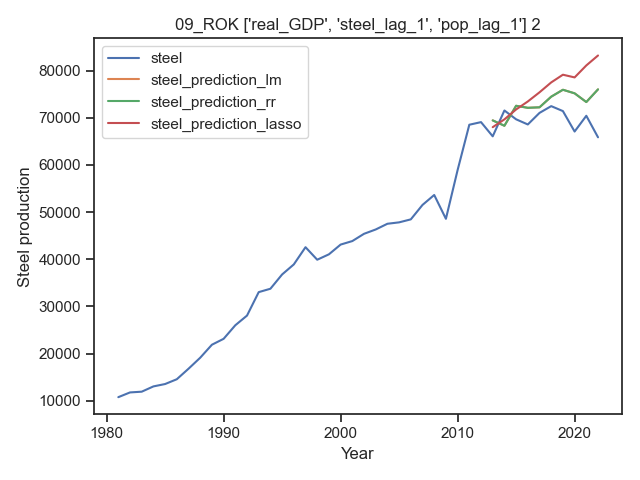 09_ROK ['real_GDP', 'steel_lag_1', 'pop_lag_1'] 2
steel
steel_prediction_lm
steel_prediction_rr
steel_prediction_lasso
80000
70000
60000
50000
40000
30000
20000
10000
Steel production
1980
1990
2000
2010
2020
Year